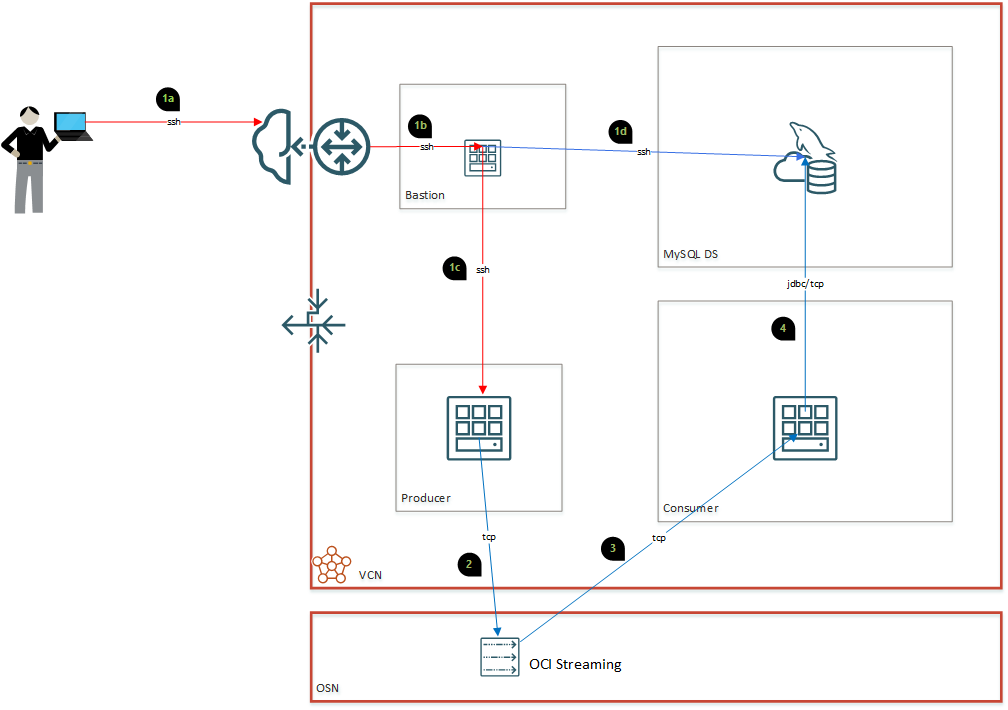 1a
ssh
1b
ssh
1d
ssh
Bastion
MySQL DS
1c
ssh
jdbc/tcp
4
Producer
Consumer
tcp
tcp
2
3
VCN
OCI Streaming
OSN